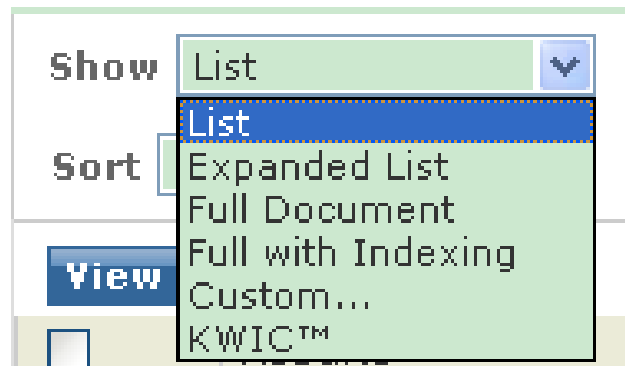 Show List
List
Expanded List
Sort
Full Document
Full with Indexing
View
Custom...
KWIC™